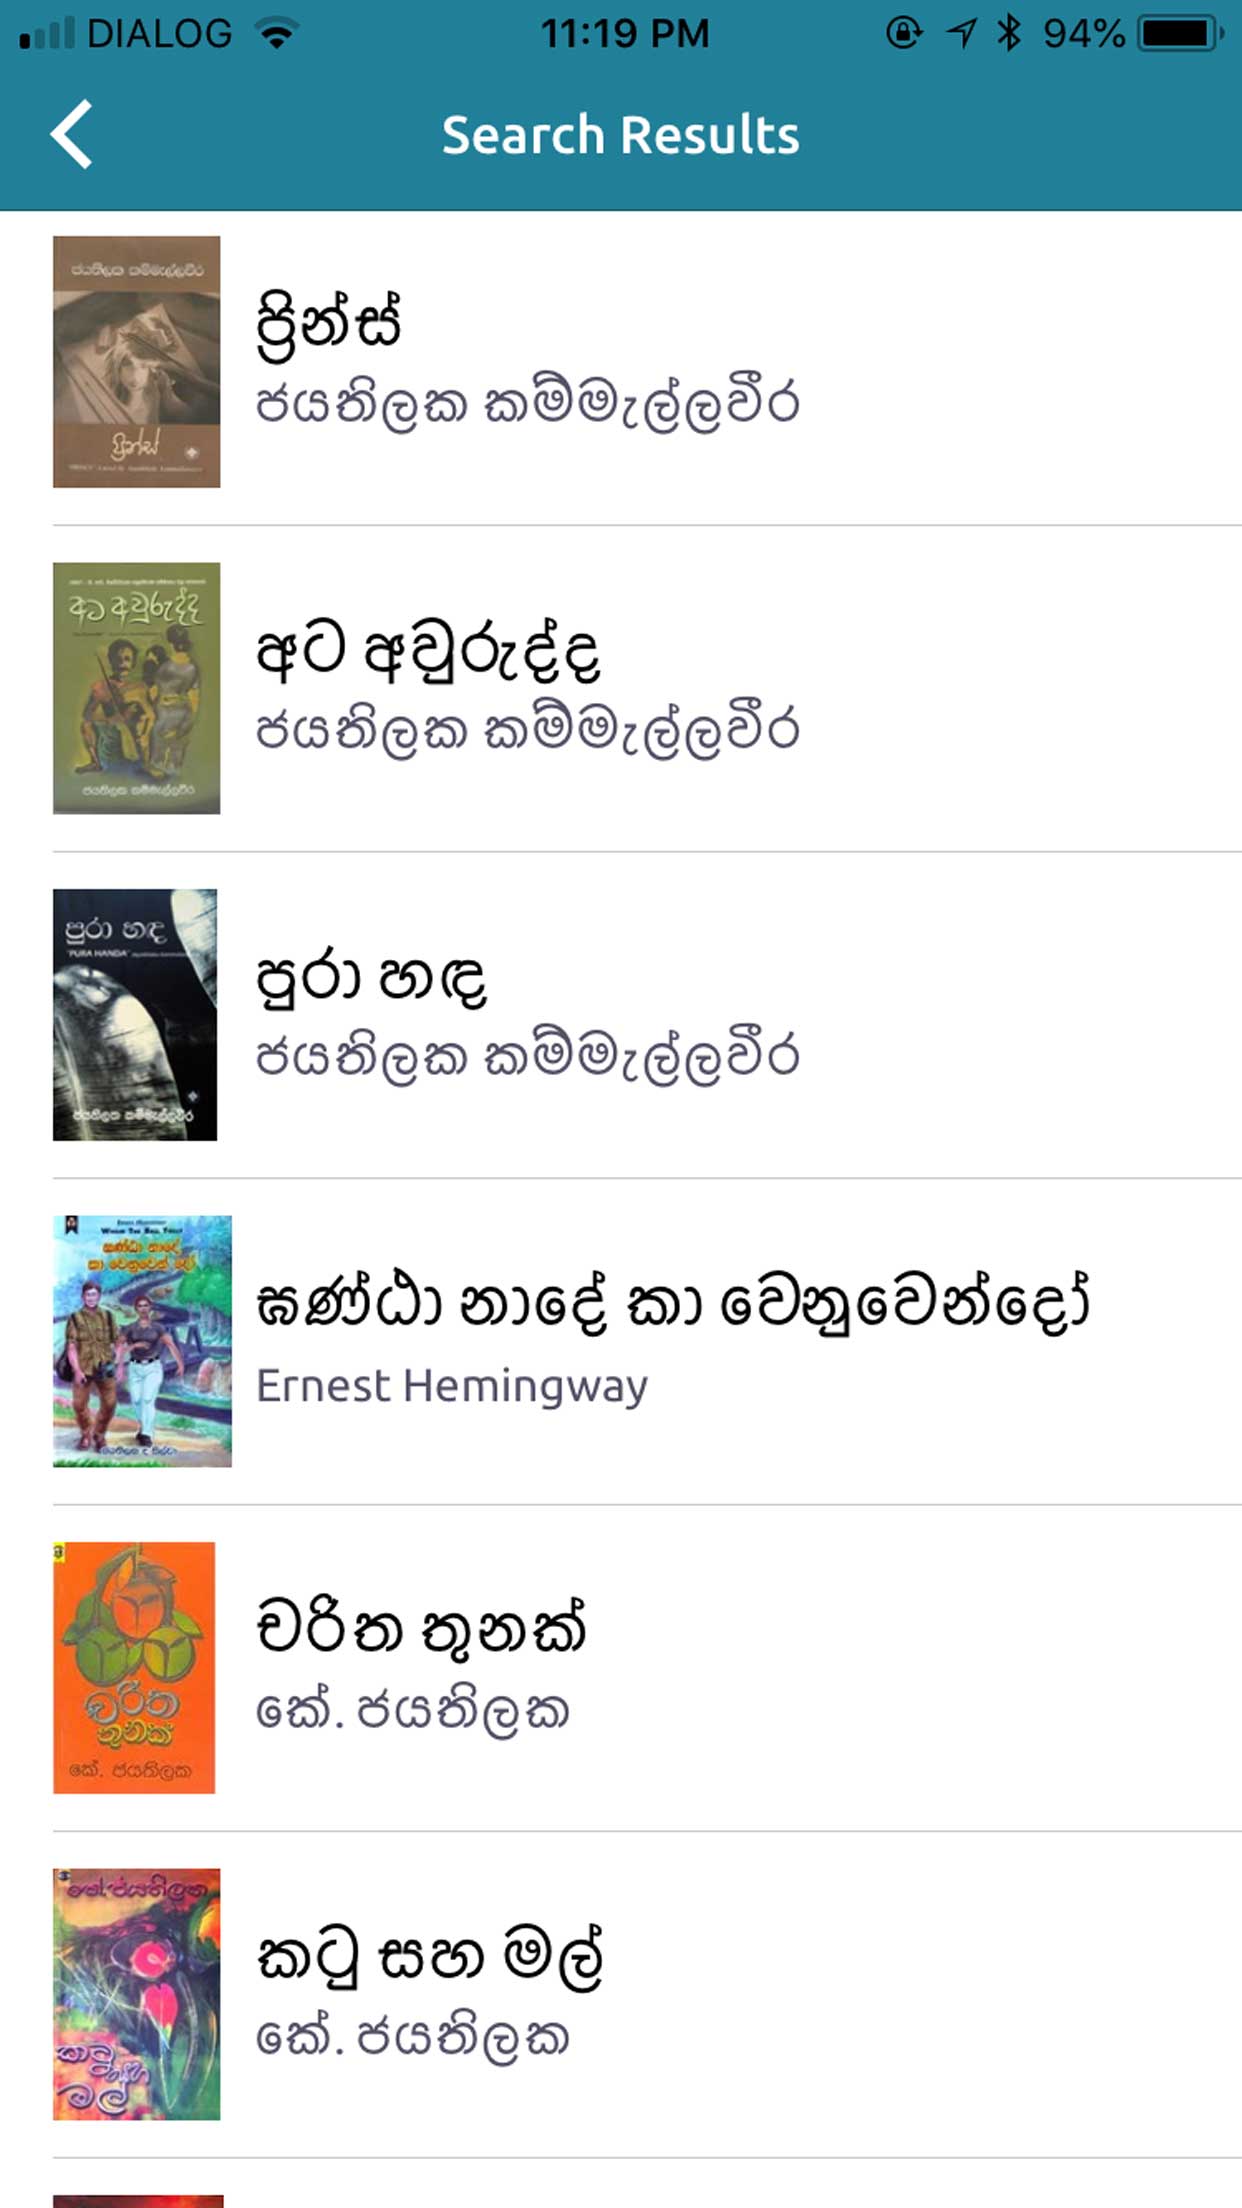 DIALOG 11:19 PM 94%
Search Results
ජයතිලක කම්මැල්ලවීර
ප්‍රින්ස්
ප්‍රින්ස්
ජයතිලක කම්මැල්ලවීර
අට අවුරුද්ද
ජයතිලක කම්මැල්ලවීර
අට අවුරුද්ද
ජයතිලක කම්මැල්ලවීර
පුරා හඳ
"PURA HANDA"
ජයතිලක කම්මැල්ලවීර
පුරා හඳ
ජයතිලක කම්මැල්ලවීර
ඝණ්ඨා නාදේ
කා වෙනුවෙන් දෝ
ඝණ්ඨා නාදේ කා වෙනුවෙන්දෝ
Ernest Hemingway
චරිත
තුනක්
කේ. ජයතිලක
චරිත තුනක්
කේ. ජයතිලක
කේ. ජයතිලක
කටු
සහ
මල්
කටු සහ මල්
කේ. ජයතිලක